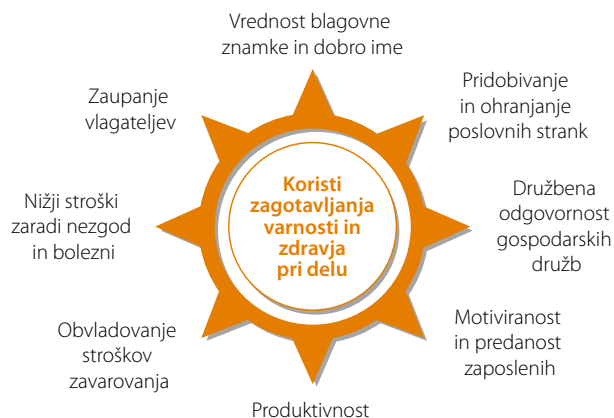 Vrednost blagovne
znamke in dobro ime
Pridobivanje
in ohranjanje
poslovnih strank
Družbena
odgovornost
gospodarskih
družb
Motiviranost
in predanost
zaposlenih
Produktivnost
Obvladovanje
stroškov
zavarovanja
Nižji stroški
zaradi nezgod
in bolezni
Zaupanje
vlagateljev
Koristi
zagotavljanja
varnosti in
zdravja
pri delu